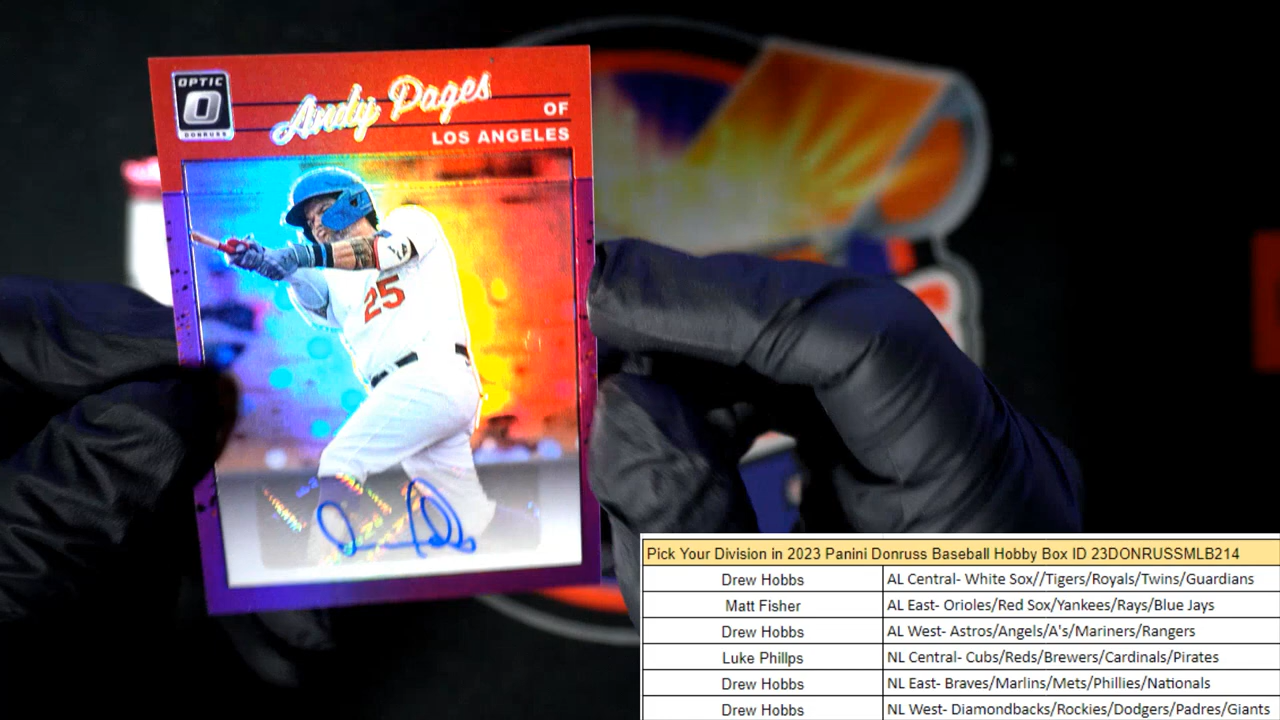 OPTIC
DONRUSS
Andy Pages
OF
LOS ANGELES
25
Pick Your Division in 2023 Panini Donruss Baseball Hobby Box ID 23DONRUSSMLB214
Drew Hobbs AL Central- White Sox//Tigers/Royals/Twins/Guardians
Matt Fisher AL East- Orioles/Red Sox/Yankees/Rays/Blue Jays
Drew Hobbs AL West- Astros/Angels/A's/Mariners/Rangers
Luke Phillps NL Central- Cubs/Reds/Brewers/Cardinals/Pirates
Drew Hobbs NL East- Braves/Marlins/Mets/Phillies/Nationals
Drew Hobbs NL West- Diamondbacks/Rockies/Dodgers/Padres/Giants